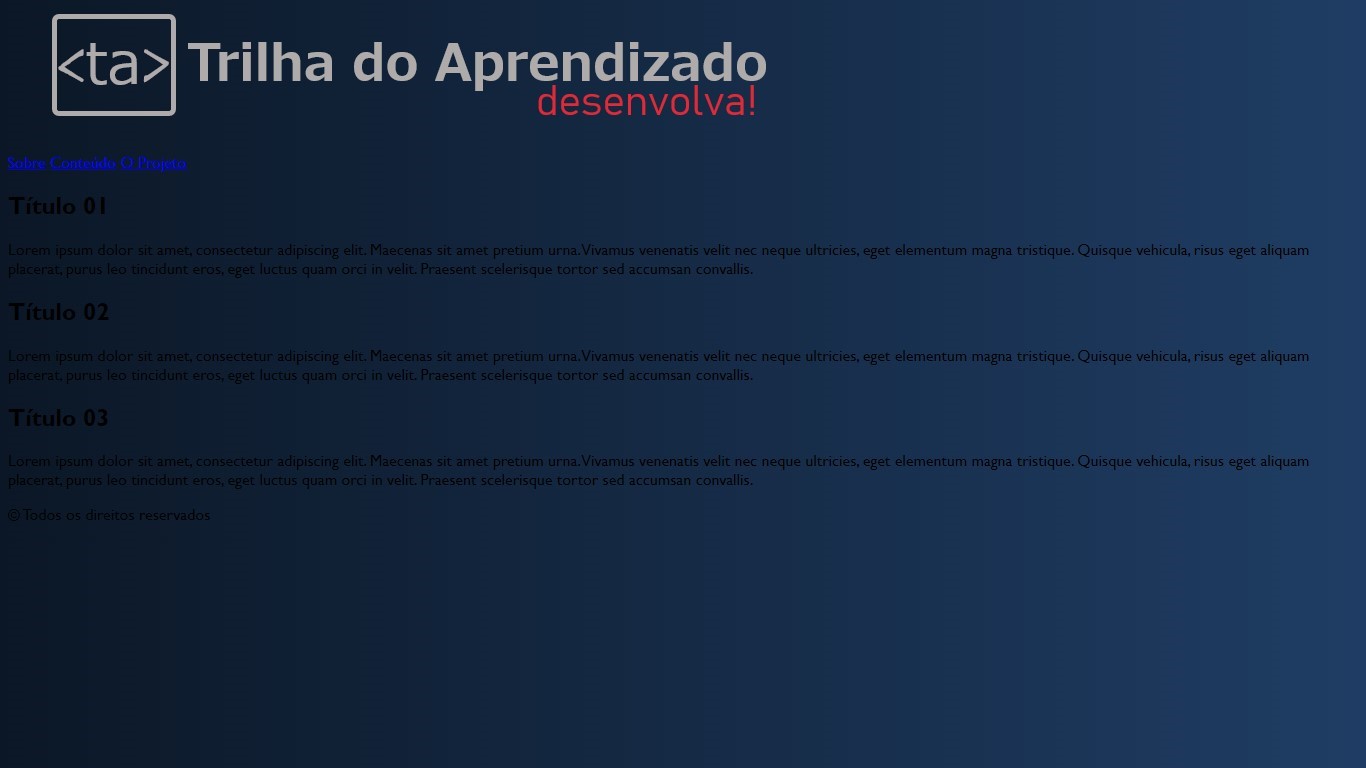 <ta> Trilha do Aprendizado
desenvolva!
Sobre Conteúdo O Projeto
Título 01
Lorem ipsum dolor sit amet, consectetur adipiscing elit. Maecenas sit amet pretium urna. Vivamus venenatis velit nec neque ultricies, eget elementum magna tristique. Quisque vehicula, risus eget aliquam
placerat, purus leo tincidunt eros, eget luctus quam orci in velit. Praesent scelerisque tortor sed accumsan convallis.
Título 02
Lorem ipsum dolor sit amet, consectetur adipiscing elit. Maecenas sit amet pretium urna. Vivamus venenatis velit nec neque ultricies, eget elementum magna tristique. Quisque vehicula, risus eget aliquam
placerat, purus leo tincidunt eros, eget luctus quam orci in velit. Praesent scelerisque tortor sed accumsan convallis.
Título 03
Lorem ipsum dolor sit amet, consectetur adipiscing elit. Maecenas sit amet pretium urna. Vivamus venenatis velit nec neque ultricies, eget elementum magna tristique. Quisque vehicula, risus eget aliquam
placerat, purus leo tincidunt eros, eget luctus quam orci in velit. Praesent scelerisque tortor sed accumsan convallis.
© Todos os direitos reservados